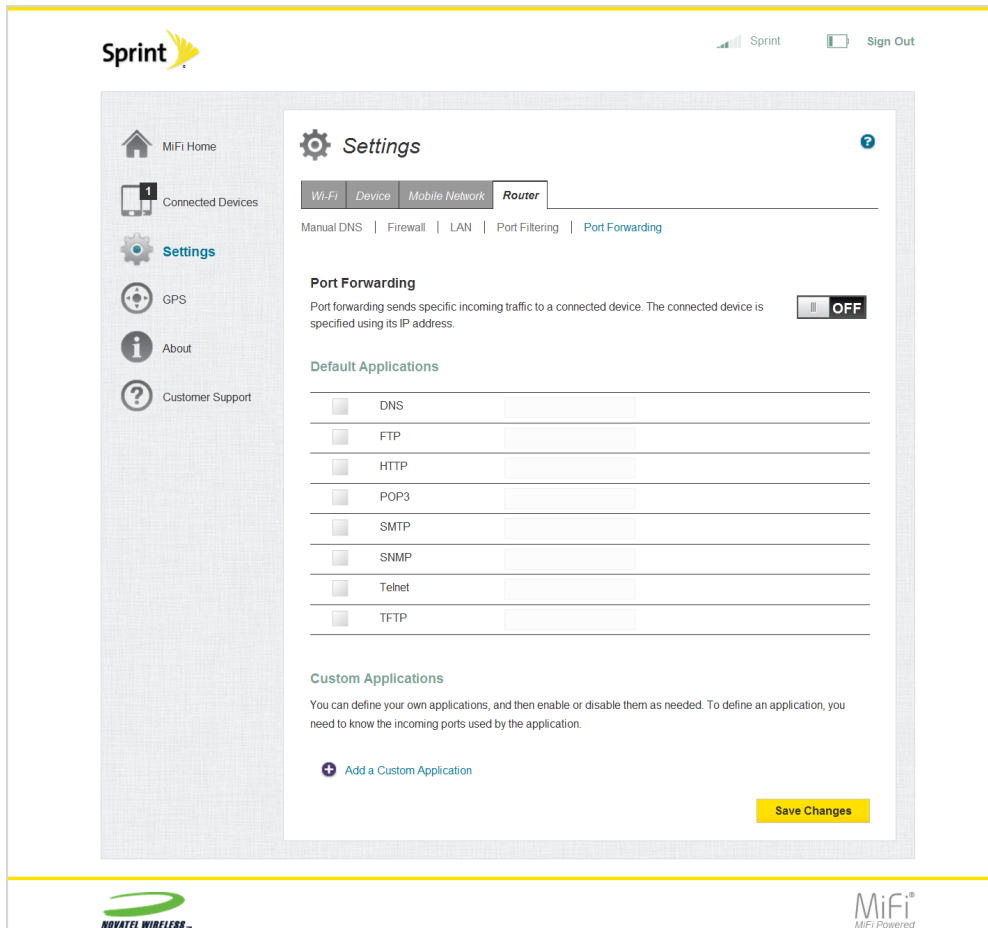 Sprint
Sprint
Sign Out
MiFi Home
1
Connected Devices
Settings
GPS
About
Customer Support
Settings
?
Wi-Fi Device Mobile Network Router
Manual DNS | Firewall | LAN | Port Filtering | Port Forwarding
Port Forwarding
Port forwarding sends specific incoming traffic to a connected device. The connected device is
specified using its IP address.
OFF
Default Applications
DNS
FTP
HTTP
POP3
SMTP
SNMP
Telnet
TFTP
Custom Applications
You can define your own applications, and then enable or disable them as needed. To define an application, you
need to know the incoming ports used by the application.
Add a Custom Application
Save Changes
NOVATEL WIRELESS™
MiFi®
MiFi Powered